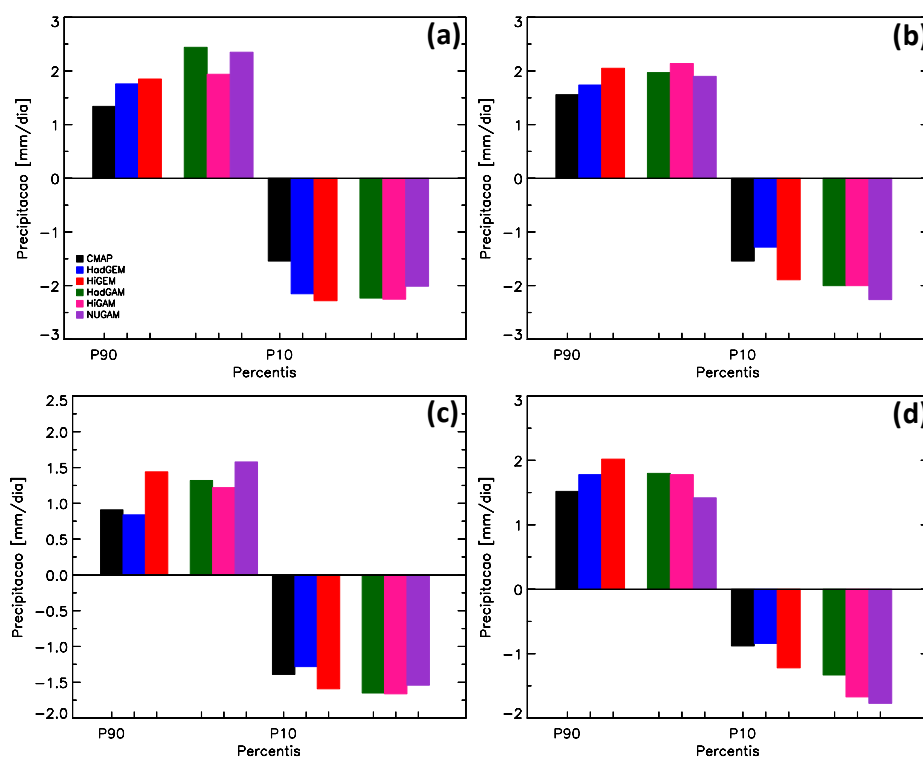 (a)
3
2
1
0
−1
−2
−3
Precipitacao [mm/dia]
CMAP
HadGEM
HiGEM
HadGAM
HiGAM
NUGAM
P90
P10
Percentis
(b)
3
2
1
0
−1
−2
−3
Precipitacao [mm/dia]
P90
P10
Percentis
(c)
2.5
2.0
1.5
1.0
0.5
0.0
−0.5
−1.0
−1.5
−2.0
Precipitacao [mm/dia]
P90
P10
Percentis
(d)
3
2
1
0
−1
−2
Precipitacao [mm/dia]
P90
P10
Percentis